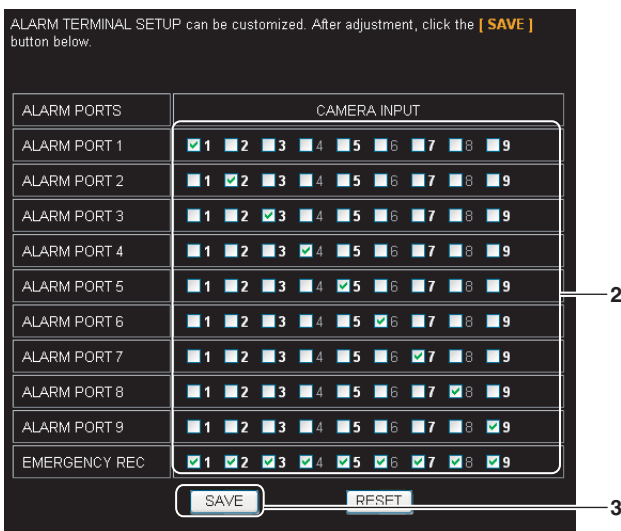 ALARM TERMINAL SETUP can be customized. After adjustment, click the [ SAVE ]
button below.
ALARM PORTS CAMERA INPUT
ALARM PORT 1 1 2 3 4 5 6 7 8 9
ALARM PORT 2 1 2 3 4 5 6 7 8 9
ALARM PORT 3 1 2 3 4 5 6 7 8 9
ALARM PORT 4 1 2 3 4 5 6 7 8 9
ALARM PORT 5 1 2 3 4 5 6 7 8 9
2
ALARM PORT 6 1 2 3 4 5 6 7 8 9
ALARM PORT 7 1 2 3 4 5 6 7 8 9
ALARM PORT 8 1 2 3 4 5 6 7 8 9
ALARM PORT 9 1 2 3 4 5 6 7 8 9
EMERGENCY REC 1 2 3 4 5 6 7 8 9
SAVE RESET 3